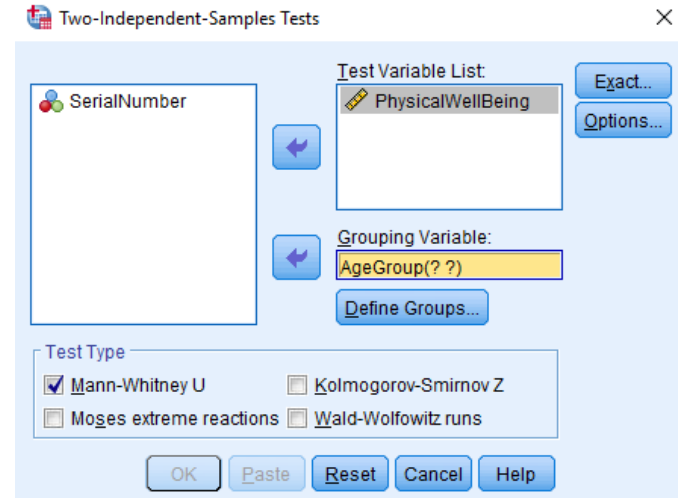 Two-Independent-Samples Tests
Test Variable List:
SerialNumber
PhysicalWellBeing
Exact...
Options...
Grouping Variable:
AgeGroup(? ?)
Define Groups...
Test Type
Mann-Whitney U
Kolmogorov-Smirnov Z
Moses extreme reactions
Wald-Wolfowitz runs
OK
Paste
Reset
Cancel
Help